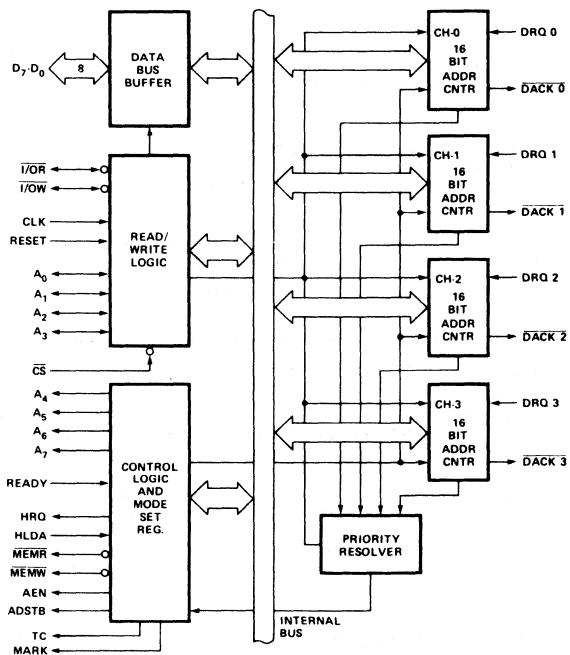 D₇-D₀
8
DATA
BUS
BUFFER
I/OR
I/OW
CLK
RESET
A₀
A₁
A₂
A₃
CS
READ/
WRITE
LOGIC
A₄
A₅
A₆
A₇
READY
HRQ
HLDA
MEMR
MEMW
AEN
ADSTB
TC
MARK
CONTROL
LOGIC
AND
MODE
SET
REG.
INTERNAL
BUS
CH-0
16
BIT
ADDR
CNTR
DRQ 0
DACK 0
CH-1
16
BIT
ADDR
CNTR
DRQ 1
DACK 1
CH-2
16
BIT
ADDR
CNTR
DRQ 2
DACK 2
CH-3
16
BIT
ADDR
CNTR
DRQ 3
DACK 3
PRIORITY
RESOLVER